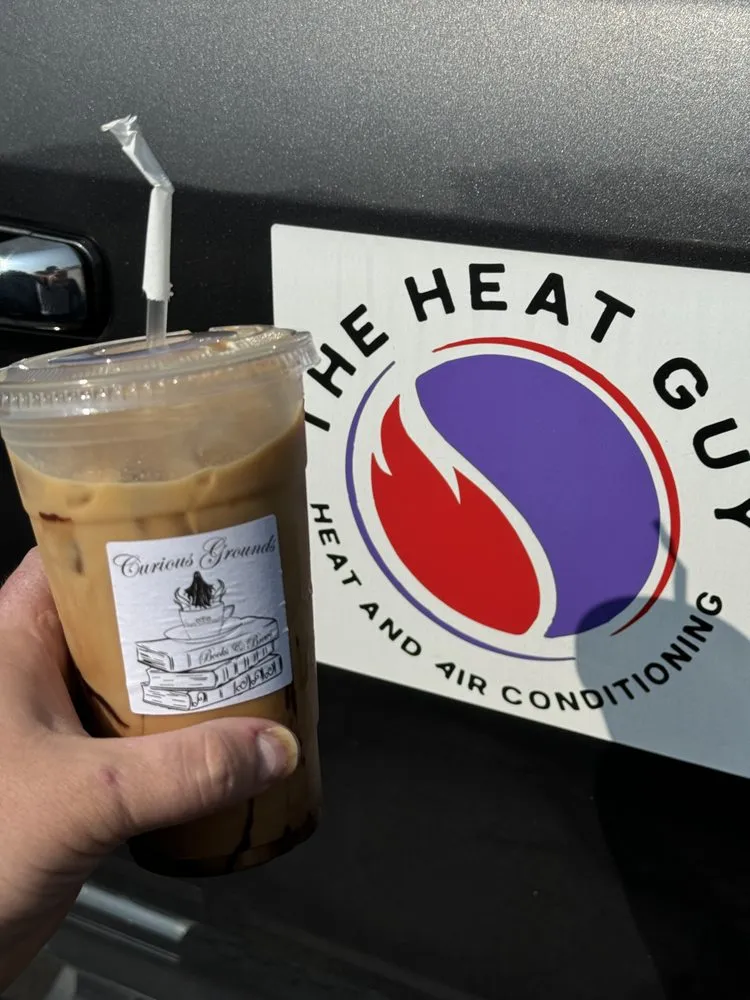 THE HEAT GUY
HEAT AND AIR CONDITIONING
Curious Grounds
Books & Brews